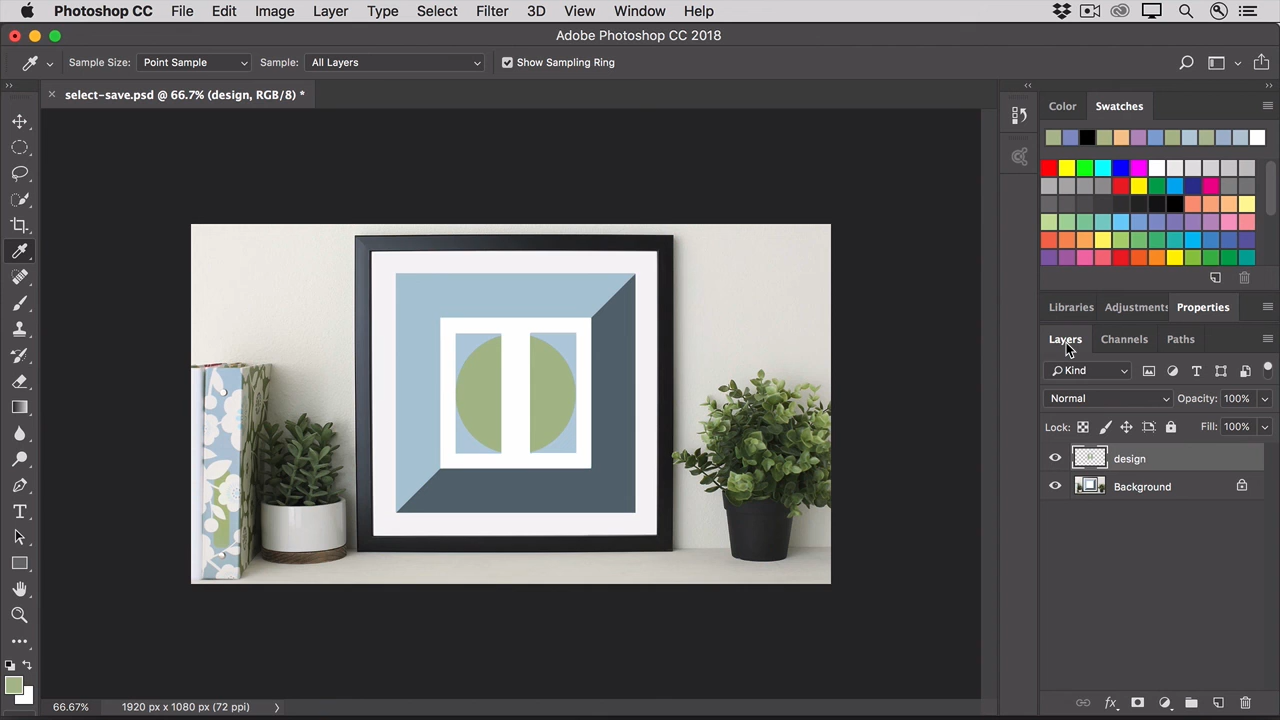 Photoshop CC File Edit Image Layer Type Select Filter 3D View Window Help
Adobe Photoshop CC 2018
Sample Size: Point Sample Sample: All Layers Show Sampling Ring
× select-save.psd @ 66.7% (design, RGB/8) *
Color Swatches
Libraries Adjustments Properties
Layers Channels Paths
Kind
Normal Opacity: 100%
Lock: Fill: 100%
design
Background
fx
66.67% 1920 px x 1080 px (72 ppi)